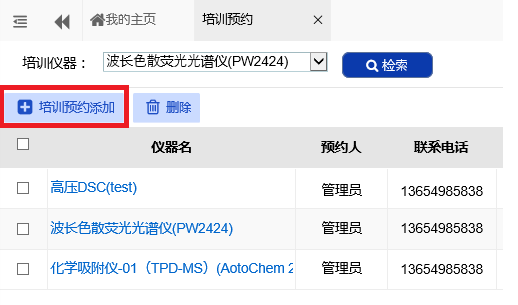 我的主页 培训预约 ×
培训仪器： 波长色散荧光光谱仪(PW2424) 检索
培训预约添加 删除
仪器名 预约人 联系电话
高压DSC(test) 管理员 13654985838
波长色散荧光光谱仪(PW2424) 管理员 13654985838
化学吸附仪-01（TPD-MS）(AotoChem 2 管理员 13654985838